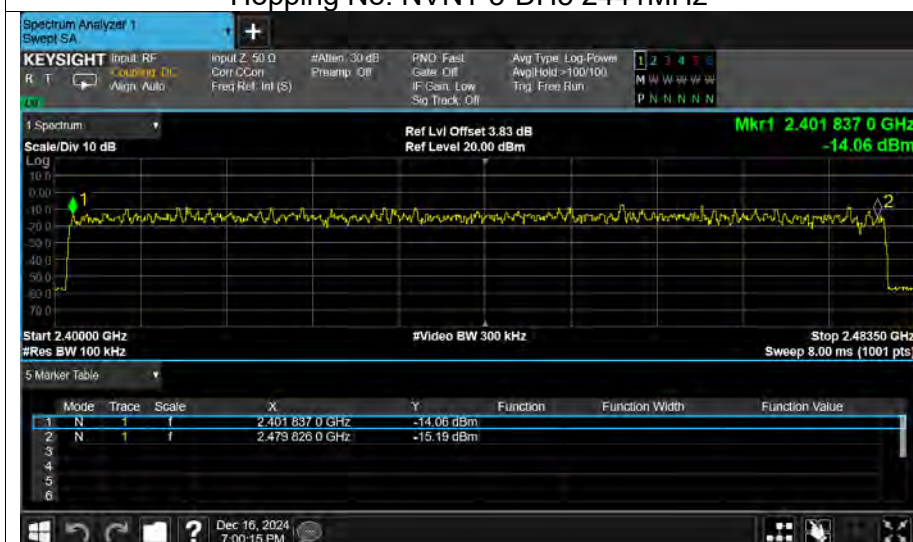 Hopping No. NVNT 3-DH5 2441MHz
Spectrum Analyzer 1
Swept SA
+
KEYSIGHT Input: RF Input Z: 50 Ω #Atten: 30 dB PNO: Fast Avg Type: Log-Power 1 2 3 4 5 6
R T Coupling: DC Corr CCorr Preamp: Off Gate: Off Avg|Hold: >100/100 M W W W W W
Align: Auto Freq Ref: Int (S) IF Gain: Low Trig: Free Run
Sig Track: Off P N N N N N
1 Spectrum
Ref Lvl Offset 3.83 dB Mkr1 2.401 837 0 GHz
Scale/Div 10 dB Ref Level 20.00 dBm -14.06 dBm
Log
10.0
0.00
-10.0 1 2
-20.0
-30.0
-40.0
-50.0
-60.0
-70.0
Start 2.40000 GHz #Video BW 300 kHz Stop 2.48350 GHz
#Res BW 100 kHz Sweep 8.00 ms (1001 pts)
5 Marker Table
Mode Trace Scale X Y Function Function Width Function Value
1 N 1 f 2.401 837 0 GHz -14.06 dBm
2 N 1 f 2.479 826 0 GHz -15.19 dBm
3
4
5
6
? Dec 16, 2024
7:00:15 PM